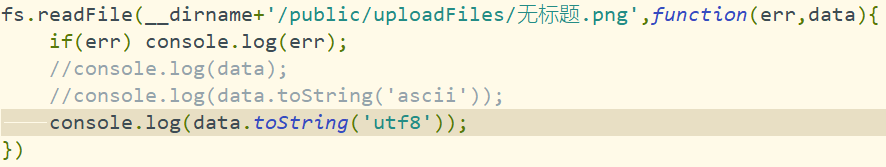 fs.readFile(__dirname+'/public/uploadFiles/无标题.png',function(err,data){
    if(err) console.log(err);
    //console.log(data);
    //console.log(data.toString('ascii'));
    console.log(data.toString('utf8'));
})